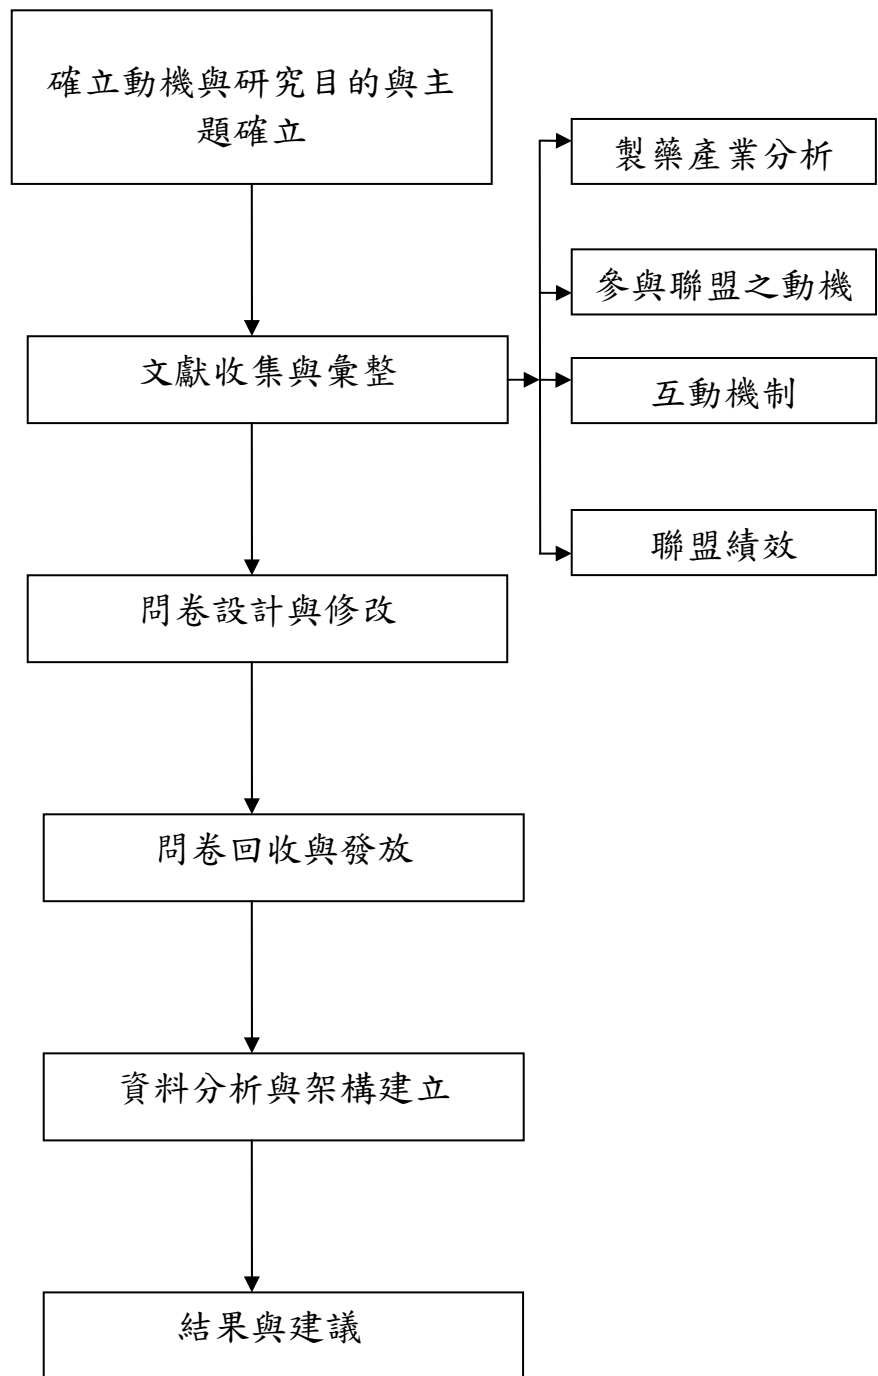 確立動機與研究目的與主
題確立
製藥產業分析
參與聯盟之動機
文獻收集與彙整
互動機制
聯盟績效
問卷設計與修改
問卷回收與發放
資料分析與架構建立
結果與建議